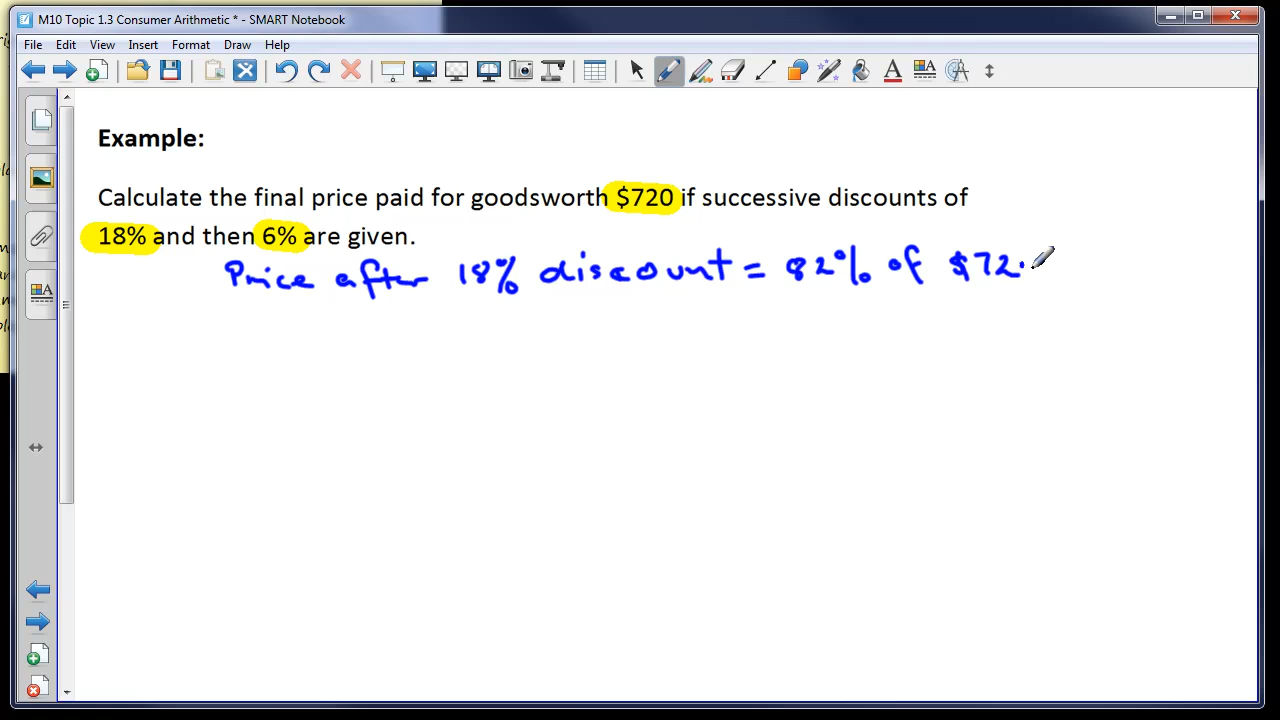 M10 Topic 1.3 Consumer Arithmetic * - SMART Notebook
File Edit View Insert Format Draw Help
Example:
Calculate the final price paid for goodsworth $720 if successive discounts of
18% and then 6% are given.
Price after 18% discount = 82% of $72